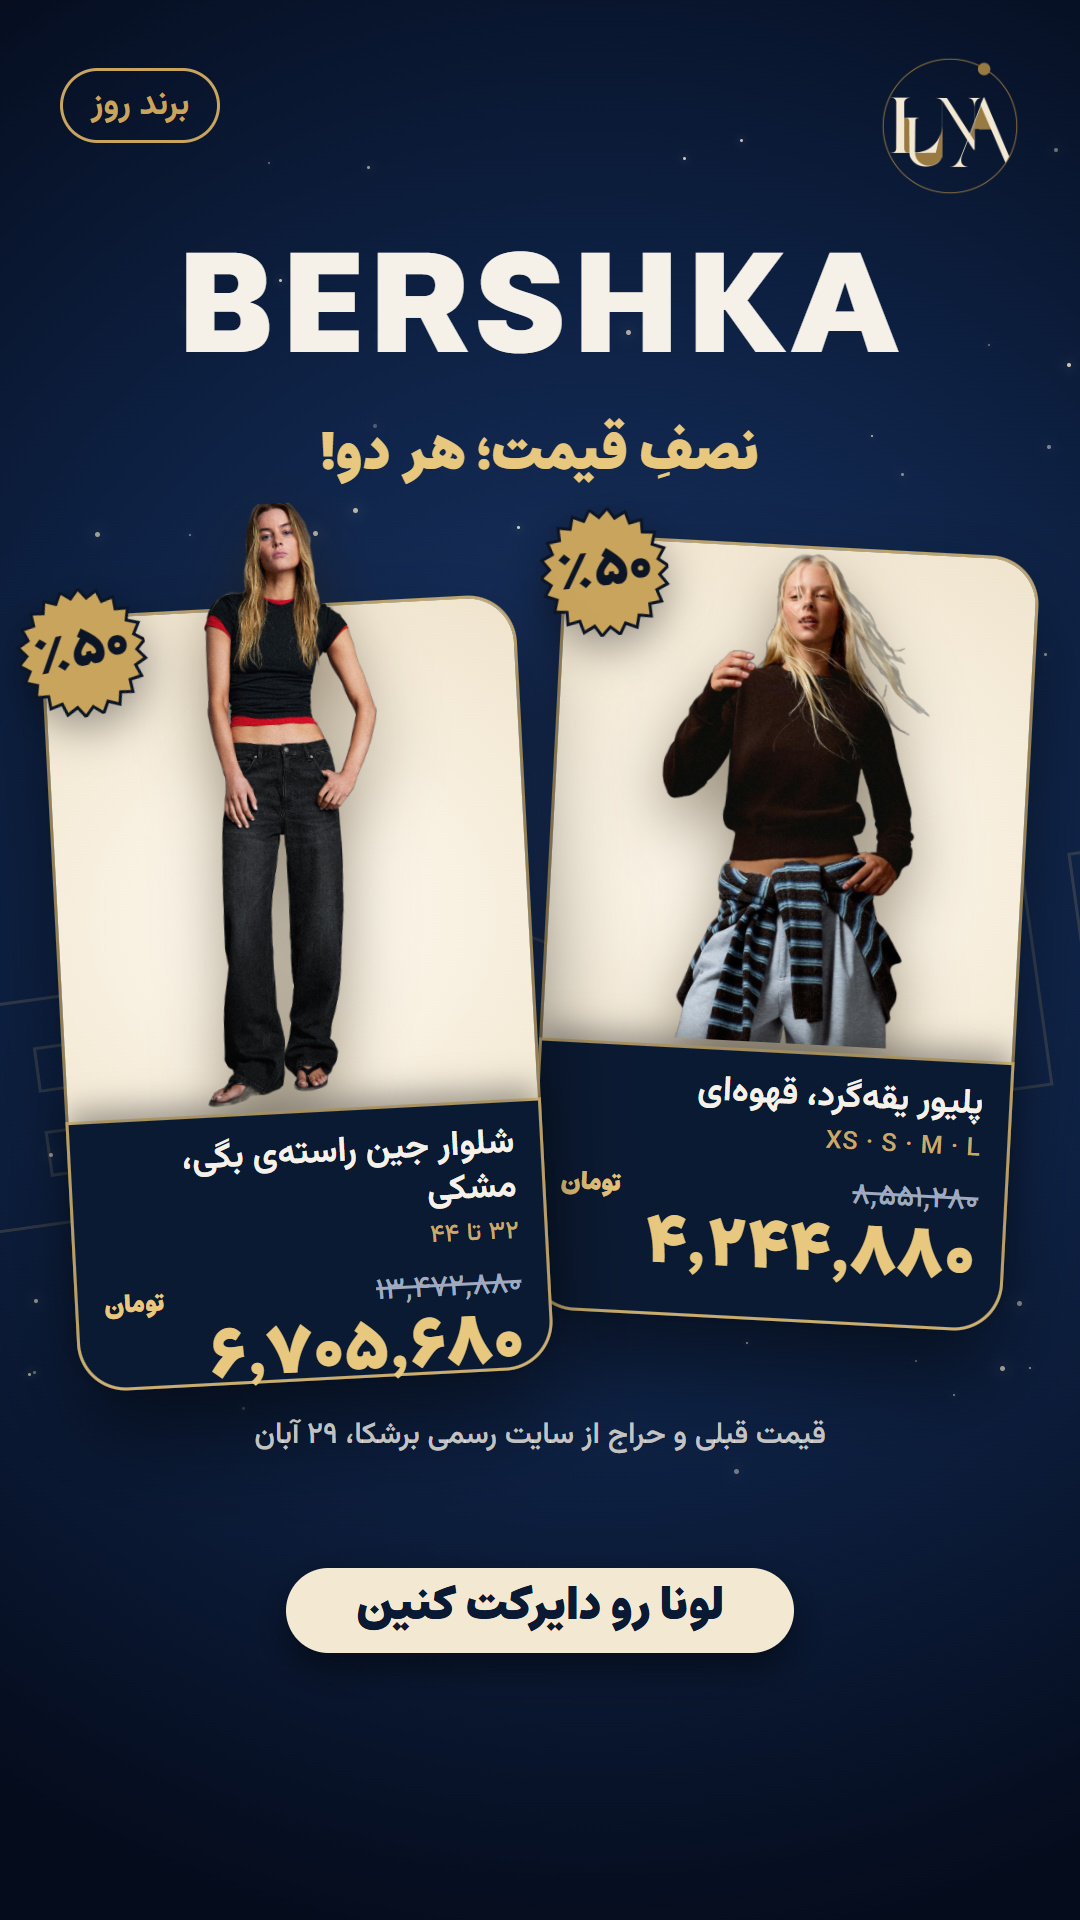 برند روز
LUNA
BERSHKA
نصفِ قیمت؛ هر دو!
٪۵۰
پلیور یقه‌گرد، قهوه‌ای
XS · S · M · L
۸,۵۵۱,۲۸۰
۴,۲۴۴,۸۸۰
تومان
٪۵۰
شلوار جین راسته‌ی بگی،
مشکی
۳۲ تا ۴۴
۱۳,۴۷۲,۸۸۰
۶,۷۰۵,۶۸۰
تومان
قیمت قبلی و حراج از سایت رسمی برشکا، ۲۹ آبان
لونا رو دایرکت کنین